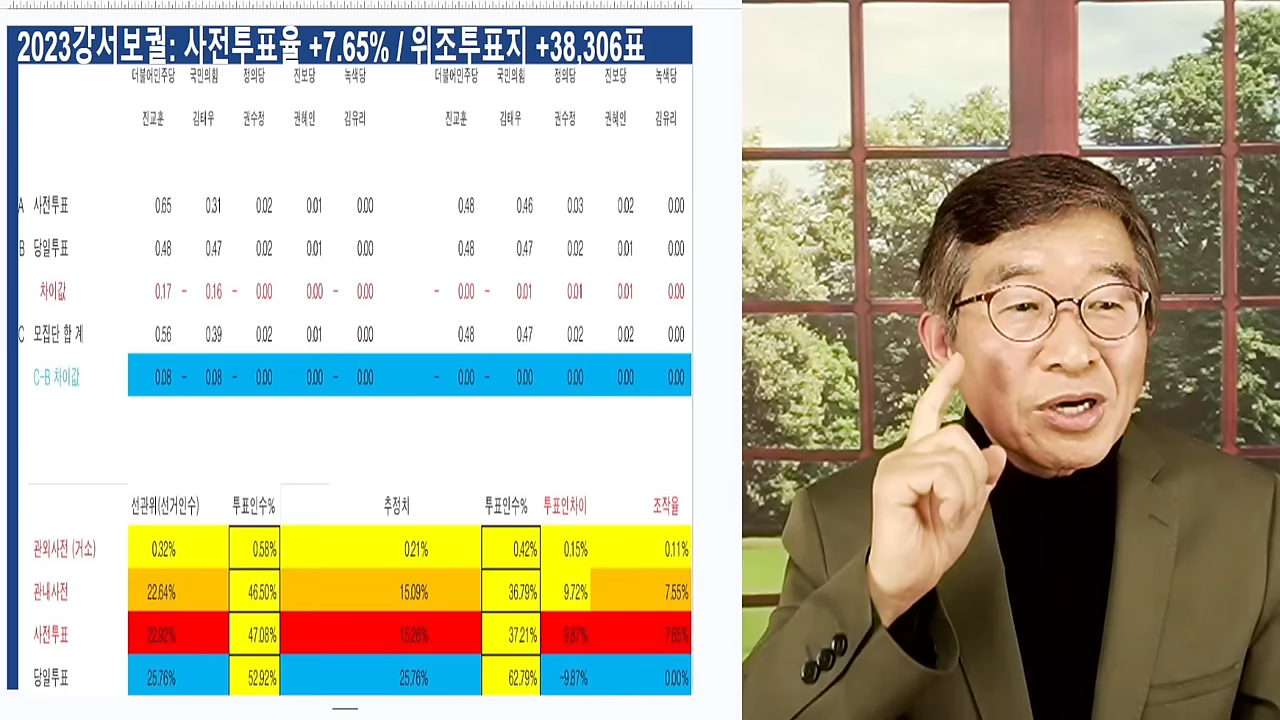 2023강서보궐: 사전투표율 +7.65% / 위조투표지 +38,306표
더불어민주당 국민의힘 정의당 진보당 녹색당 더불어민주당 국민의힘 정의당 진보당 녹색당
진교훈 김태우 권수정 권혜인 김유리 진교훈 김태우 권수정 권혜인 김유리
A 사전투표 0.65 0.31 0.02 0.01 0.00 0.48 0.46 0.03 0.02 0.00
B 당일투표 0.48 0.47 0.02 0.01 0.00 0.48 0.47 0.02 0.01 0.00
차이값 0.17 - 0.16 - 0.00 0.00 - 0.00 - 0.00 - 0.01 0.01 0.01 0.00
C 모집단 합 계 0.56 0.39 0.02 0.01 0.00 0.48 0.47 0.02 0.02 0.00
C-B 차이값 0.08 - 0.08 - 0.00 0.00 - 0.00 - 0.00 - 0.00 0.00 0.00 0.00
선관위(선거인수) 투표인수% 추정치 투표인수% 투표인차이 조작율
관외사전 (거소) 0.32% 0.58% 0.21% 0.42% 0.15% 0.11%
관내사전 22.64% 46.50% 15.09% 36.79% 9.72% 7.55%
사전투표 22.92% 47.08% 15.26% 37.21% 9.87% 7.65%
당일투표 25.76% 52.92% 25.76% 62.79% -9.87% 0.00%